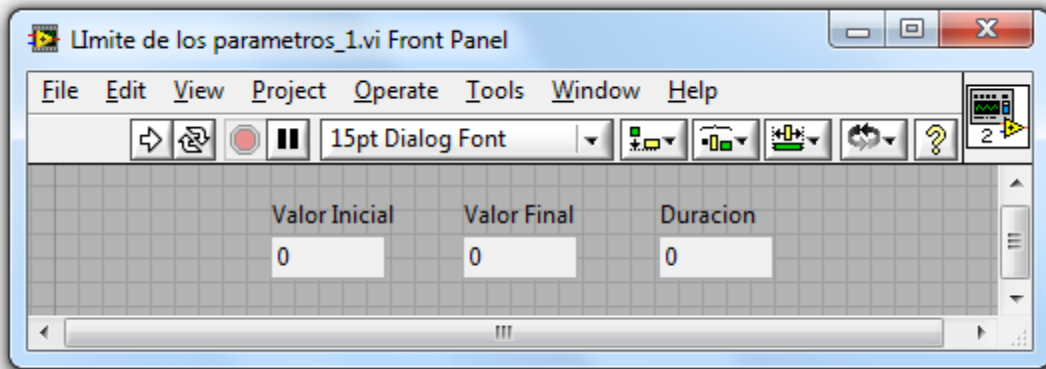 LImite de los parametros_1.vi Front Panel
File Edit View Project Operate Tools Window Help
15pt Dialog Font
2
Valor Inicial Valor Final Duracion
0 0 0